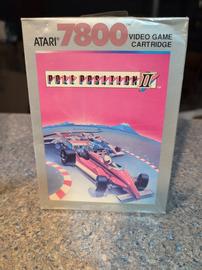 ATARI 7800 VIDEO GAME
CARTRIDGE
POLE POSITION II